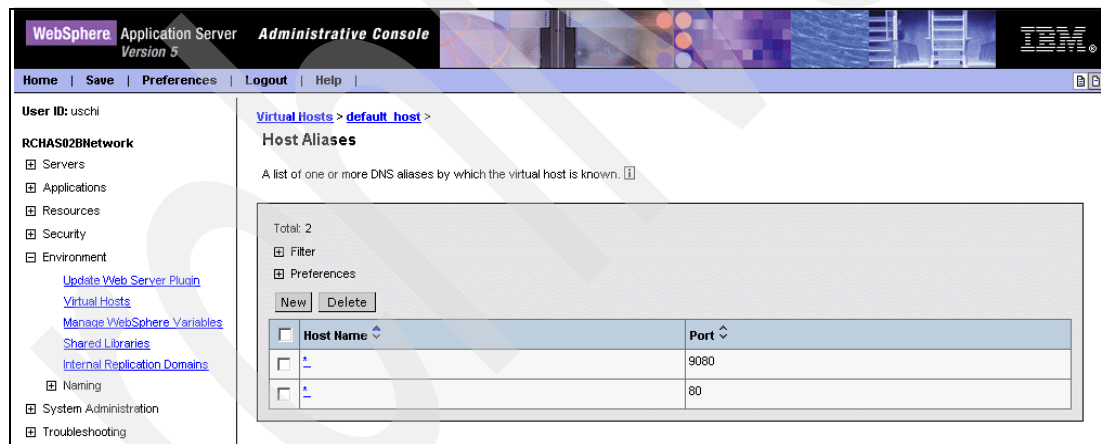 WebSphere Application Server Administrative Console
Version 5
IBM®
Home | Save | Preferences | Logout | Help |
User ID: uschi
RCHAS02BNetwork
Servers
Applications
Resources
Security
Environment
Update Web Server Plugin
Virtual Hosts
Manage WebSphere Variables
Shared Libraries
Internal Replication Domains
Naming
System Administration
Troubleshooting
Virtual Hosts > default_host >
Host Aliases
A list of one or more DNS aliases by which the virtual host is known. i
Total: 2
Filter
Preferences
New Delete
Host Name Port
* 9080
* 80